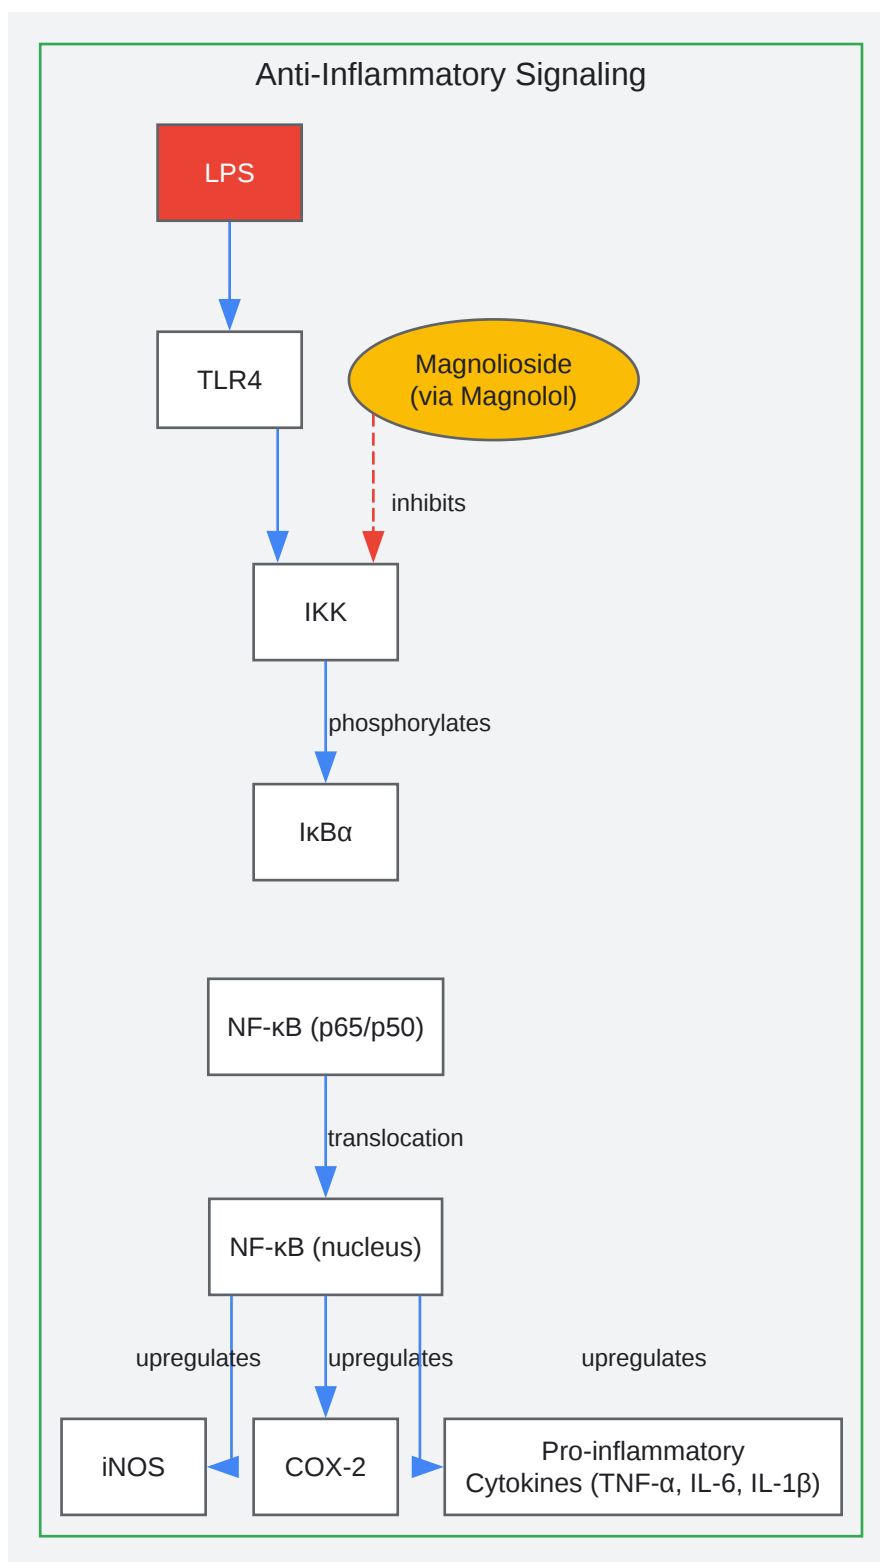 Anti-Inflammatory Signaling
LPS
TLR4
Magnolioside
(via Magnolol)
inhibits
IKK
phosphorylates
IκBα
NF-κB (p65/p50)
translocation
NF-κB (nucleus)
upregulates
upregulates
upregulates
iNOS
COX-2
Pro-inflammatory
Cytokines (TNF-α, IL-6, IL-1β)